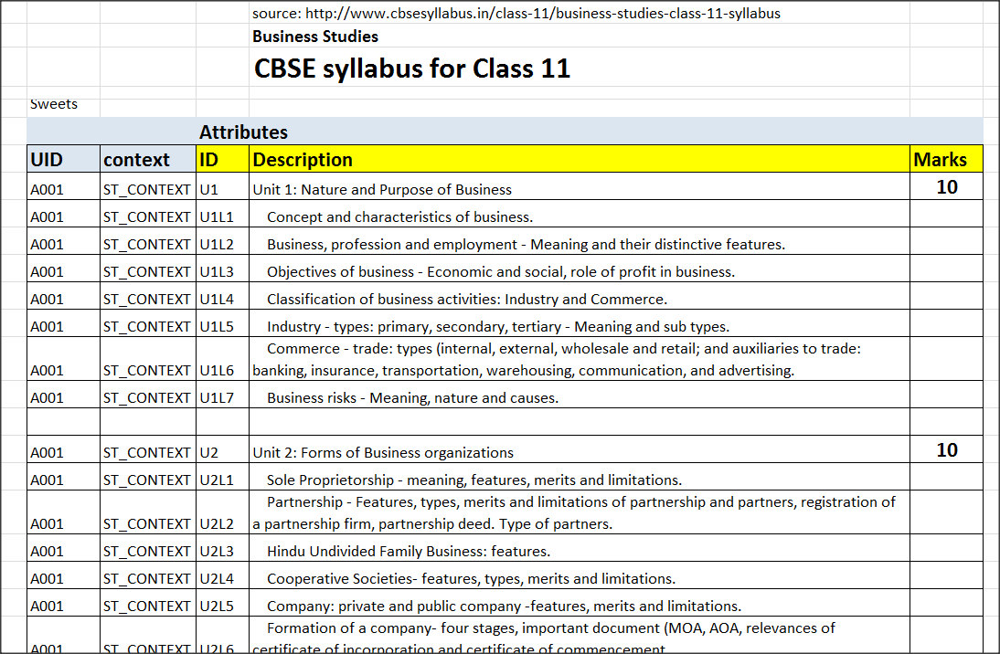 source: http://www.cbsesyllabus.in/class-11/business-studies-class-11-syllabus
Business Studies
CBSE syllabus for Class 11
Sweets
Attributes
UID context ID Description Marks
A001 ST_CONTEXT U1 Unit 1: Nature and Purpose of Business 10
A001 ST_CONTEXT U1L1 Concept and characteristics of business.
A001 ST_CONTEXT U1L2 Business, profession and employment - Meaning and their distinctive features.
A001 ST_CONTEXT U1L3 Objectives of business - Economic and social, role of profit in business.
A001 ST_CONTEXT U1L4 Classification of business activities: Industry and Commerce.
A001 ST_CONTEXT U1L5 Industry - types: primary, secondary, tertiary - Meaning and sub types.
Commerce - trade: types (internal, external, wholesale and retail; and auxiliaries to trade:
A001 ST_CONTEXT U1L6 banking, insurance, transportation, warehousing, communication, and advertising.
A001 ST_CONTEXT U1L7 Business risks - Meaning, nature and causes.
A001 ST_CONTEXT U2 Unit 2: Forms of Business organizations 10
A001 ST_CONTEXT U2L1 Sole Proprietorship - meaning, features, merits and limitations.
Partnership - Features, types, merits and limitations of partnership and partners, registration of
A001 ST_CONTEXT U2L2 a partnership firm, partnership deed. Type of partners.
A001 ST_CONTEXT U2L3 Hindu Undivided Family Business: features.
A001 ST_CONTEXT U2L4 Cooperative Societies- features, types, merits and limitations.
A001 ST_CONTEXT U2L5 Company: private and public company -features, merits and limitations.
Formation of a company- four stages, important document (MOA, AOA, relevances of
A001 ST_CONTEXT U2L6 certificate of incorporation and certificate of commencement